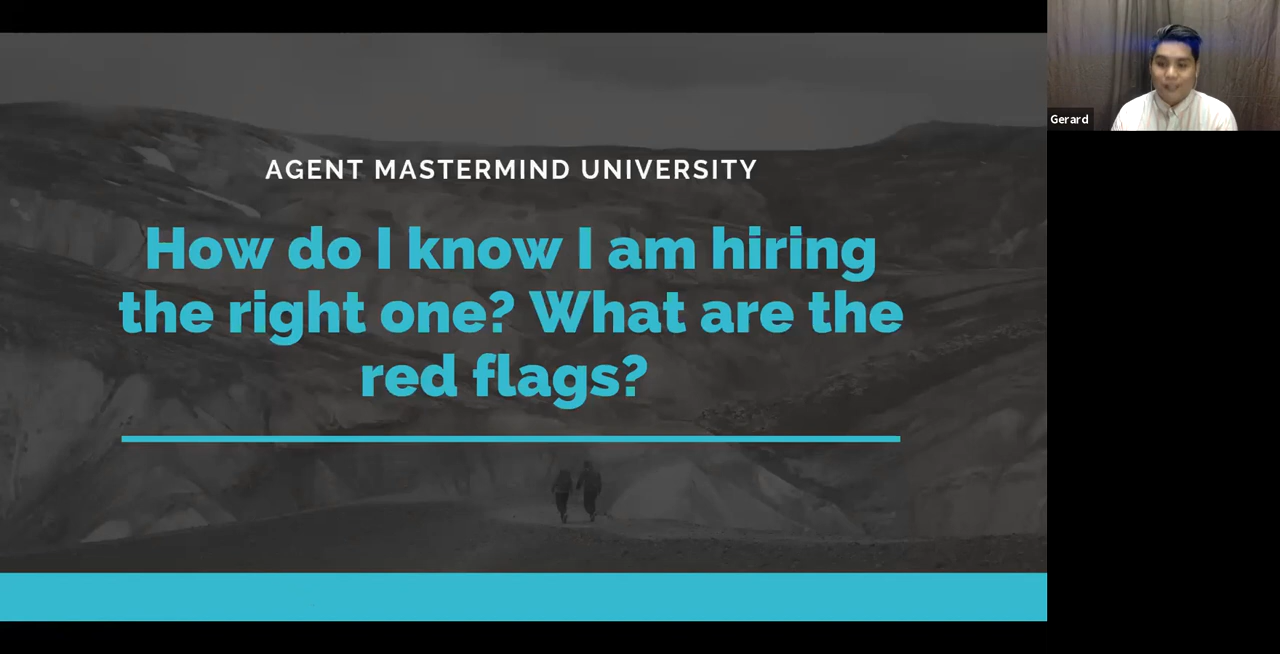 AGENT MASTERMIND UNIVERSITY
How do I know I am hiring
the right one? What are the
red flags?
Gerard